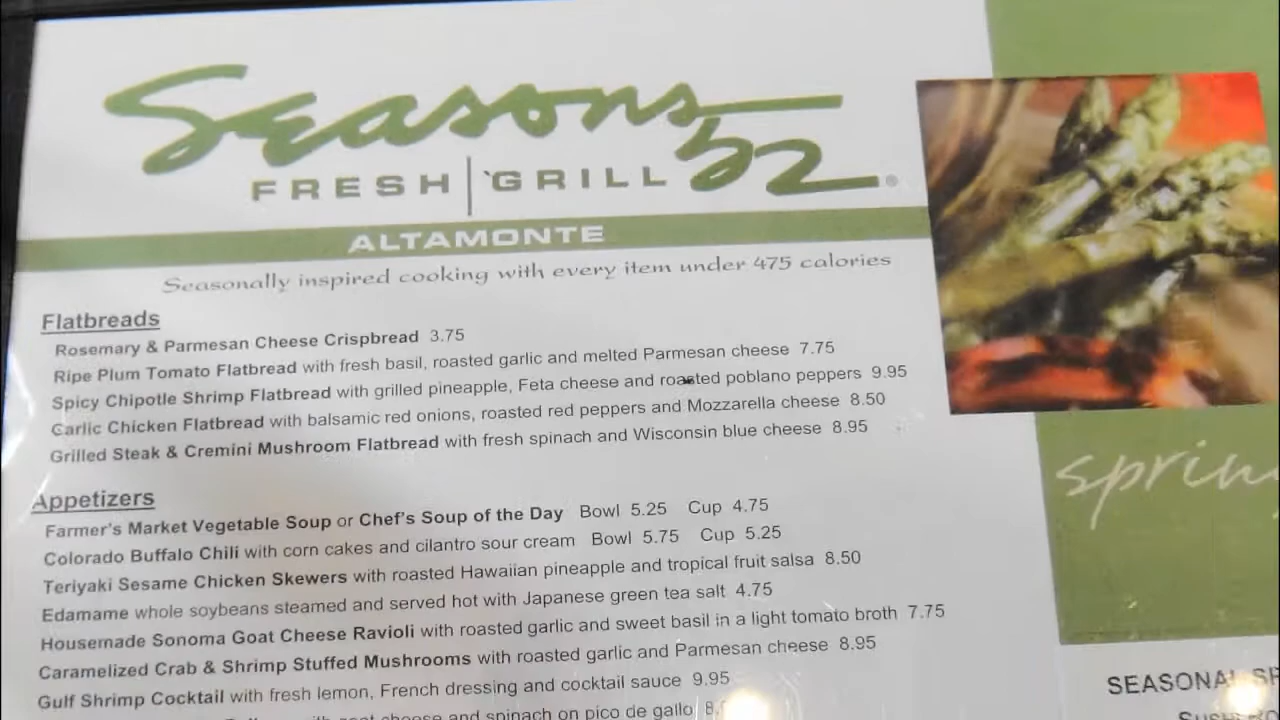 Seasons 52
FRESH GRILL
ALTAMONTE
Seasonally inspired cooking with every item under 475 calories
Flatbreads
Rosemary & Parmesan Cheese Crispbread 3.75
Ripe Plum Tomato Flatbread with fresh basil, roasted garlic and melted Parmesan cheese 7.75
Spicy Chipotle Shrimp Flatbread with grilled pineapple, Feta cheese and roasted poblano peppers 9.95
Garlic Chicken Flatbread with balsamic red onions, roasted red peppers and Mozzarella cheese 8.50
Grilled Steak & Cremini Mushroom Flatbread with fresh spinach and Wisconsin blue cheese 8.95
Appetizers
Farmer's Market Vegetable Soup or Chef's Soup of the Day Bowl 5.25 Cup 4.75
Colorado Buffalo Chili with corn cakes and cilantro sour cream Bowl 5.75 Cup 5.25
Teriyaki Sesame Chicken Skewers with roasted Hawaiian pineapple and tropical fruit salsa 8.50
Edamame whole soybeans steamed and served hot with Japanese green tea salt 4.75
Housemade Sonoma Goat Cheese Ravioli with roasted garlic and sweet basil in a light tomato broth 7.75
Caramelized Crab & Shrimp Stuffed Mushrooms with roasted garlic and Parmesan cheese 8.95
Gulf Shrimp Cocktail with fresh lemon, French dressing and cocktail sauce 9.95
with goat cheese and spinach on pico de gallo
sprin
SEASONAL